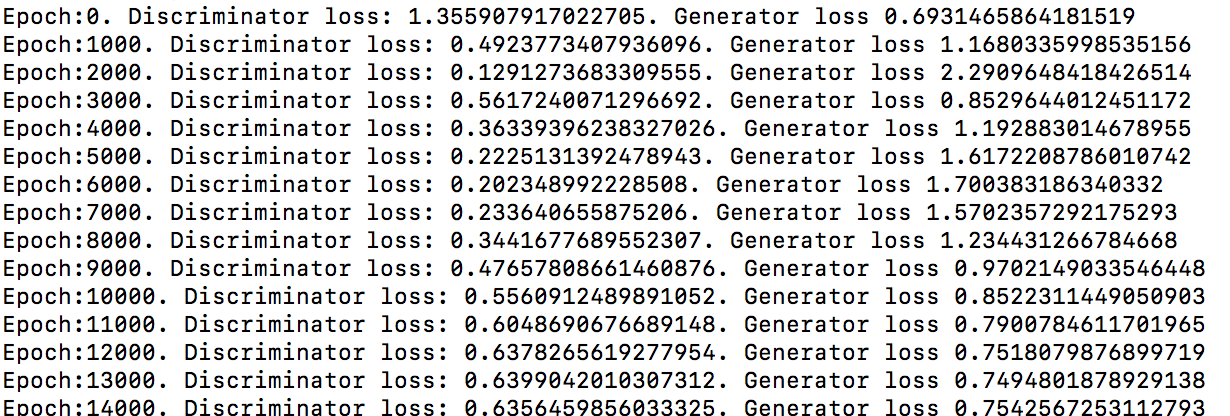 Epoch:0. Discriminator loss: 1.355907917022705. Generator loss 0.6931465864181519
Epoch:1000. Discriminator loss: 0.4923773407936096. Generator loss 1.1680335998535156
Epoch:2000. Discriminator loss: 0.1291273683309555. Generator loss 2.2909648418426514
Epoch:3000. Discriminator loss: 0.5617240071296692. Generator loss 0.8529644012451172
Epoch:4000. Discriminator loss: 0.36339396238327026. Generator loss 1.192883014678955
Epoch:5000. Discriminator loss: 0.2225131392478943. Generator loss 1.6172208786010742
Epoch:6000. Discriminator loss: 0.202348992228508. Generator loss 1.700383186340332
Epoch:7000. Discriminator loss: 0.233640655875206. Generator loss 1.5702357292175293
Epoch:8000. Discriminator loss: 0.3441677689552307. Generator loss 1.234431266784668
Epoch:9000. Discriminator loss: 0.47657808661460876. Generator loss 0.9702149033546448
Epoch:10000. Discriminator loss: 0.5560912489891052. Generator loss 0.8522311449050903
Epoch:11000. Discriminator loss: 0.6048690676689148. Generator loss 0.7900784611701965
Epoch:12000. Discriminator loss: 0.6378265619277954. Generator loss 0.7518079876899719
Epoch:13000. Discriminator loss: 0.6399042010307312. Generator loss 0.7494801878929138
Epoch:14000. Discriminator loss: 0.6356459856033325. Generator loss 0.7542567253112793